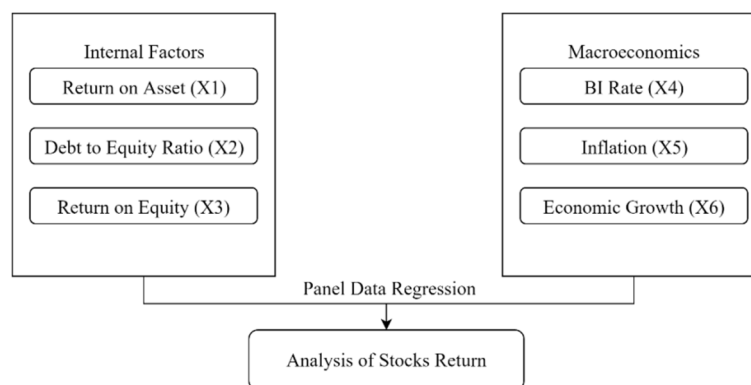 Internal Factors
Return on Asset (X1)
Debt to Equity Ratio (X2)
Return on Equity (X3)
Macroeconomics
BI Rate (X4)
Inflation (X5)
Economic Growth (X6)
Panel Data Regression
Analysis of Stocks Return